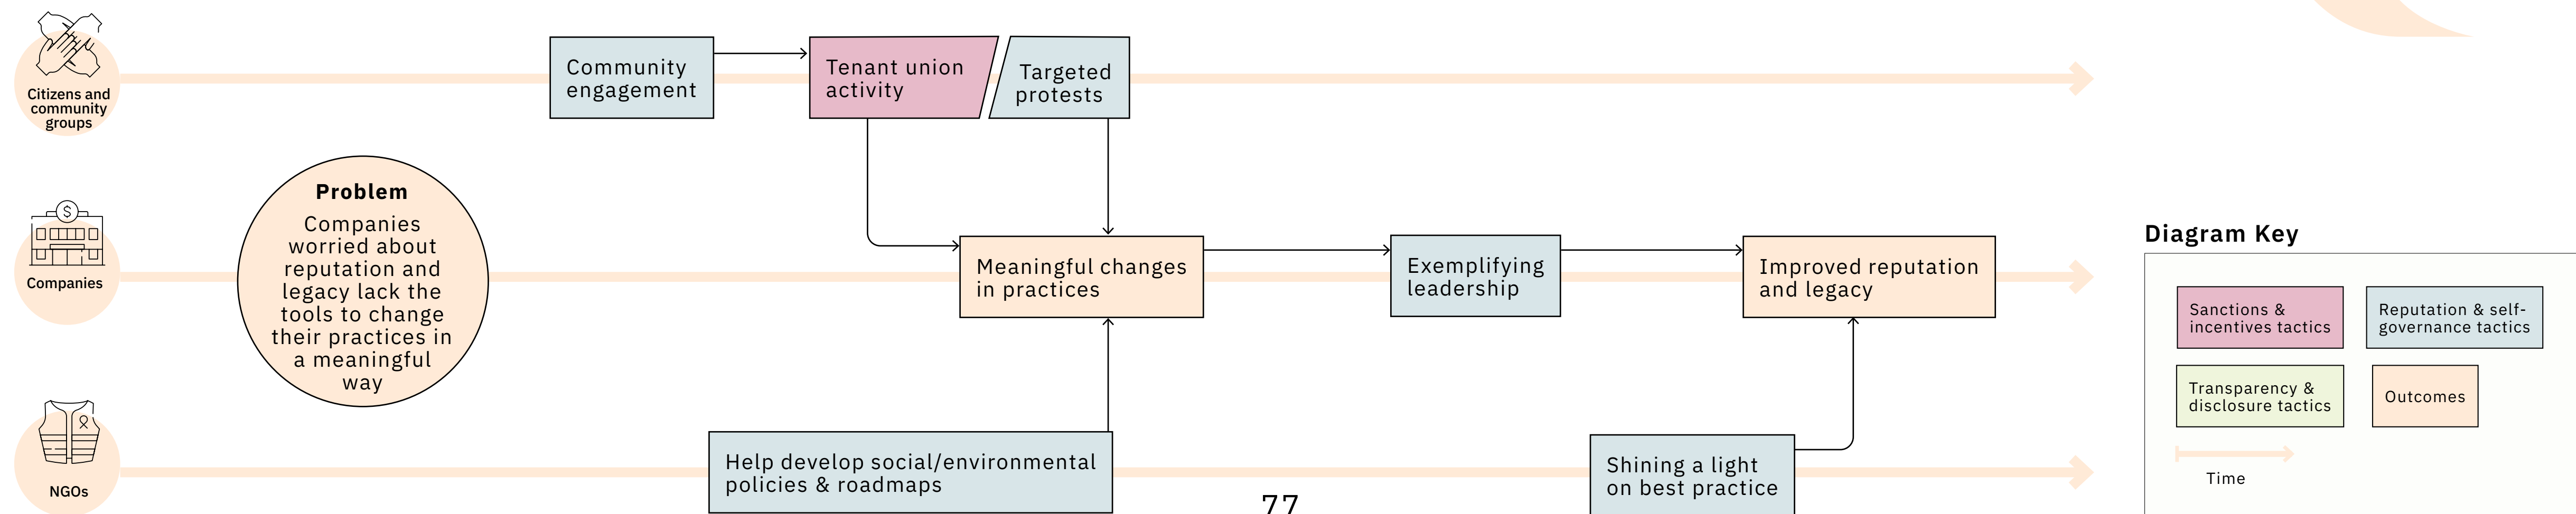 Citizens and
community
groups
Community
engagement
Tenant union
activity
Targeted
protests
Problem
Companies
worried about
reputation and
legacy lack the
tools to change
their practices in
a meaningful
way
$
Companies
Meaningful changes
in practices
Exemplifying
leadership
Improved reputation
and legacy
NGOs
Help develop social/environmental
policies & roadmaps
Shining a light
on best practice
77
Diagram Key
Sanctions &
incentives tactics
Reputation & self-
governance tactics
Transparency &
disclosure tactics
Outcomes
Time